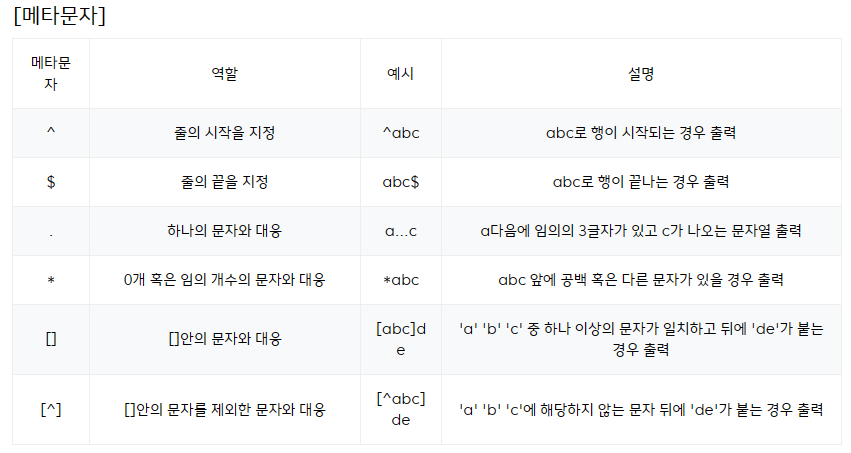 [메타문자]
메타문
자
역할
예시
설명
^
줄의 시작을 지정
^abc
abc로 행이 시작되는 경우 출력
$
줄의 끝을 지정
abc$
abc로 행이 끝나는 경우 출력
.
하나의 문자와 대응
a...c
a다음에 임의의 3글자가 있고 c가 나오는 문자열 출력
*
0개 혹은 임의 개수의 문자와 대응
*abc
abc 앞에 공백 혹은 다른 문자가 있을 경우 출력
[]
[]안의 문자와 대응
[abc]d
e
'a' 'b' 'c' 중 하나 이상의 문자가 일치하고 뒤에 'de'가 붙는
경우 출력
[^]
[]안의 문자를 제외한 문자와 대응
[^abc]
de
'a' 'b' 'c'에 해당하지 않는 문자 뒤에 'de'가 붙는 경우 출력